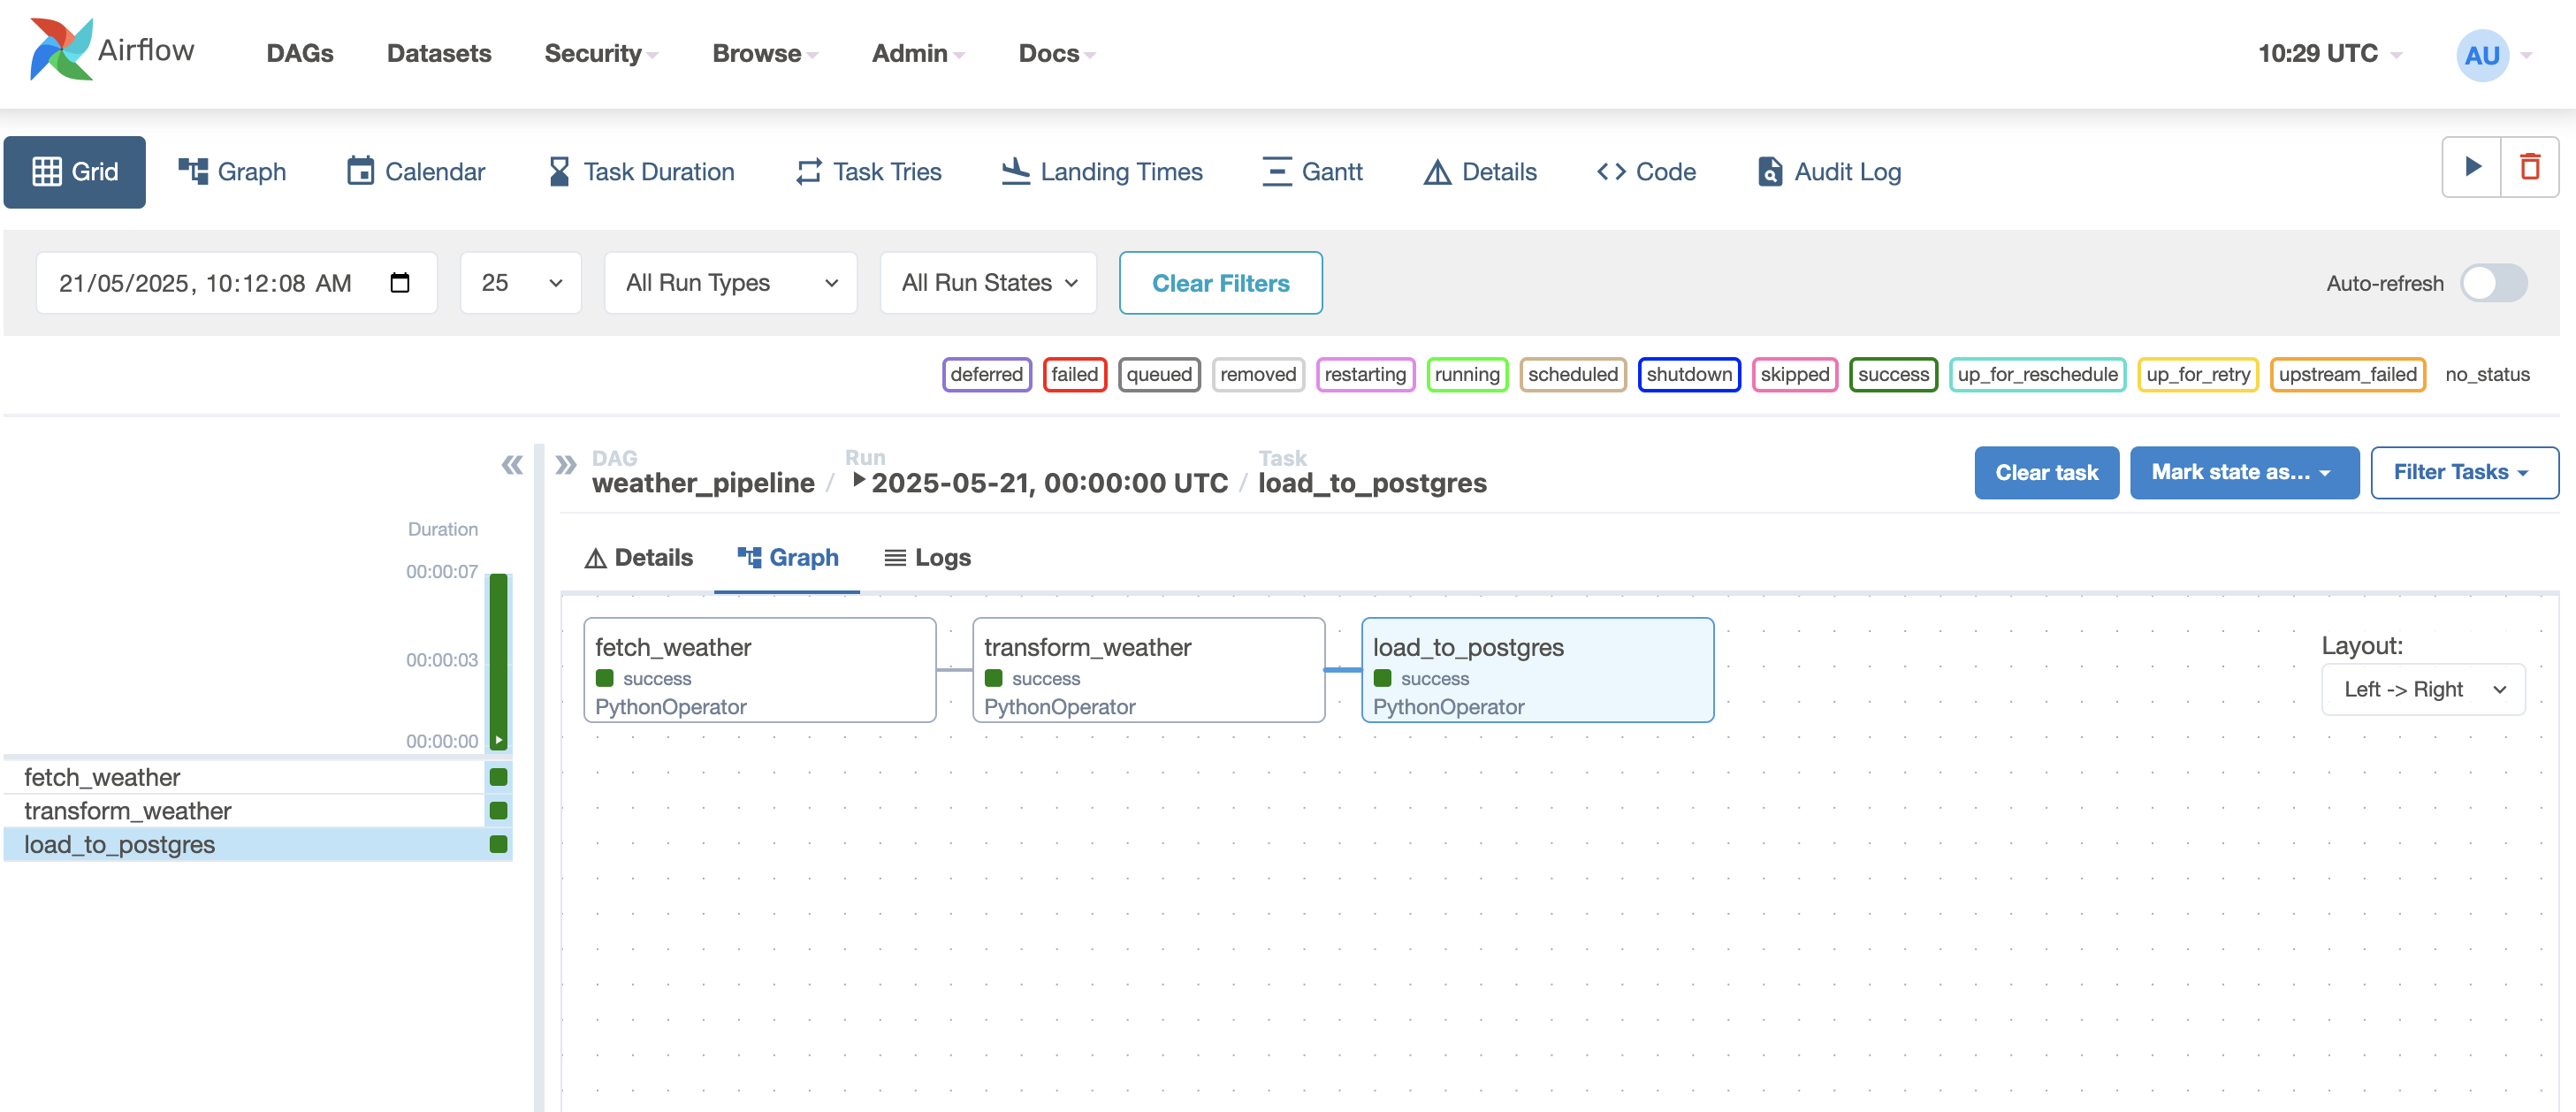 Airflow DAGs Datasets Security Browse Admin Docs 10:29 UTC AU
Grid Graph Calendar Task Duration Task Tries Landing Times Gantt Details Code Audit Log
21/05/2025, 10:12:08 AM 25 All Run Types All Run States Clear Filters Auto-refresh
deferred failed queued removed restarting running scheduled shutdown skipped success up_for_reschedule up_for_retry upstream_failed no_status
DAG Run Task
weather_pipeline / 2025-05-21, 00:00:00 UTC / load_to_postgres
Clear task Mark state as... Filter Tasks
Duration
00:00:07
00:00:03
00:00:00
fetch_weather
transform_weather
load_to_postgres
Details Graph Logs
fetch_weather
success
PythonOperator
transform_weather
success
PythonOperator
load_to_postgres
success
PythonOperator
Layout:
Left -> Right